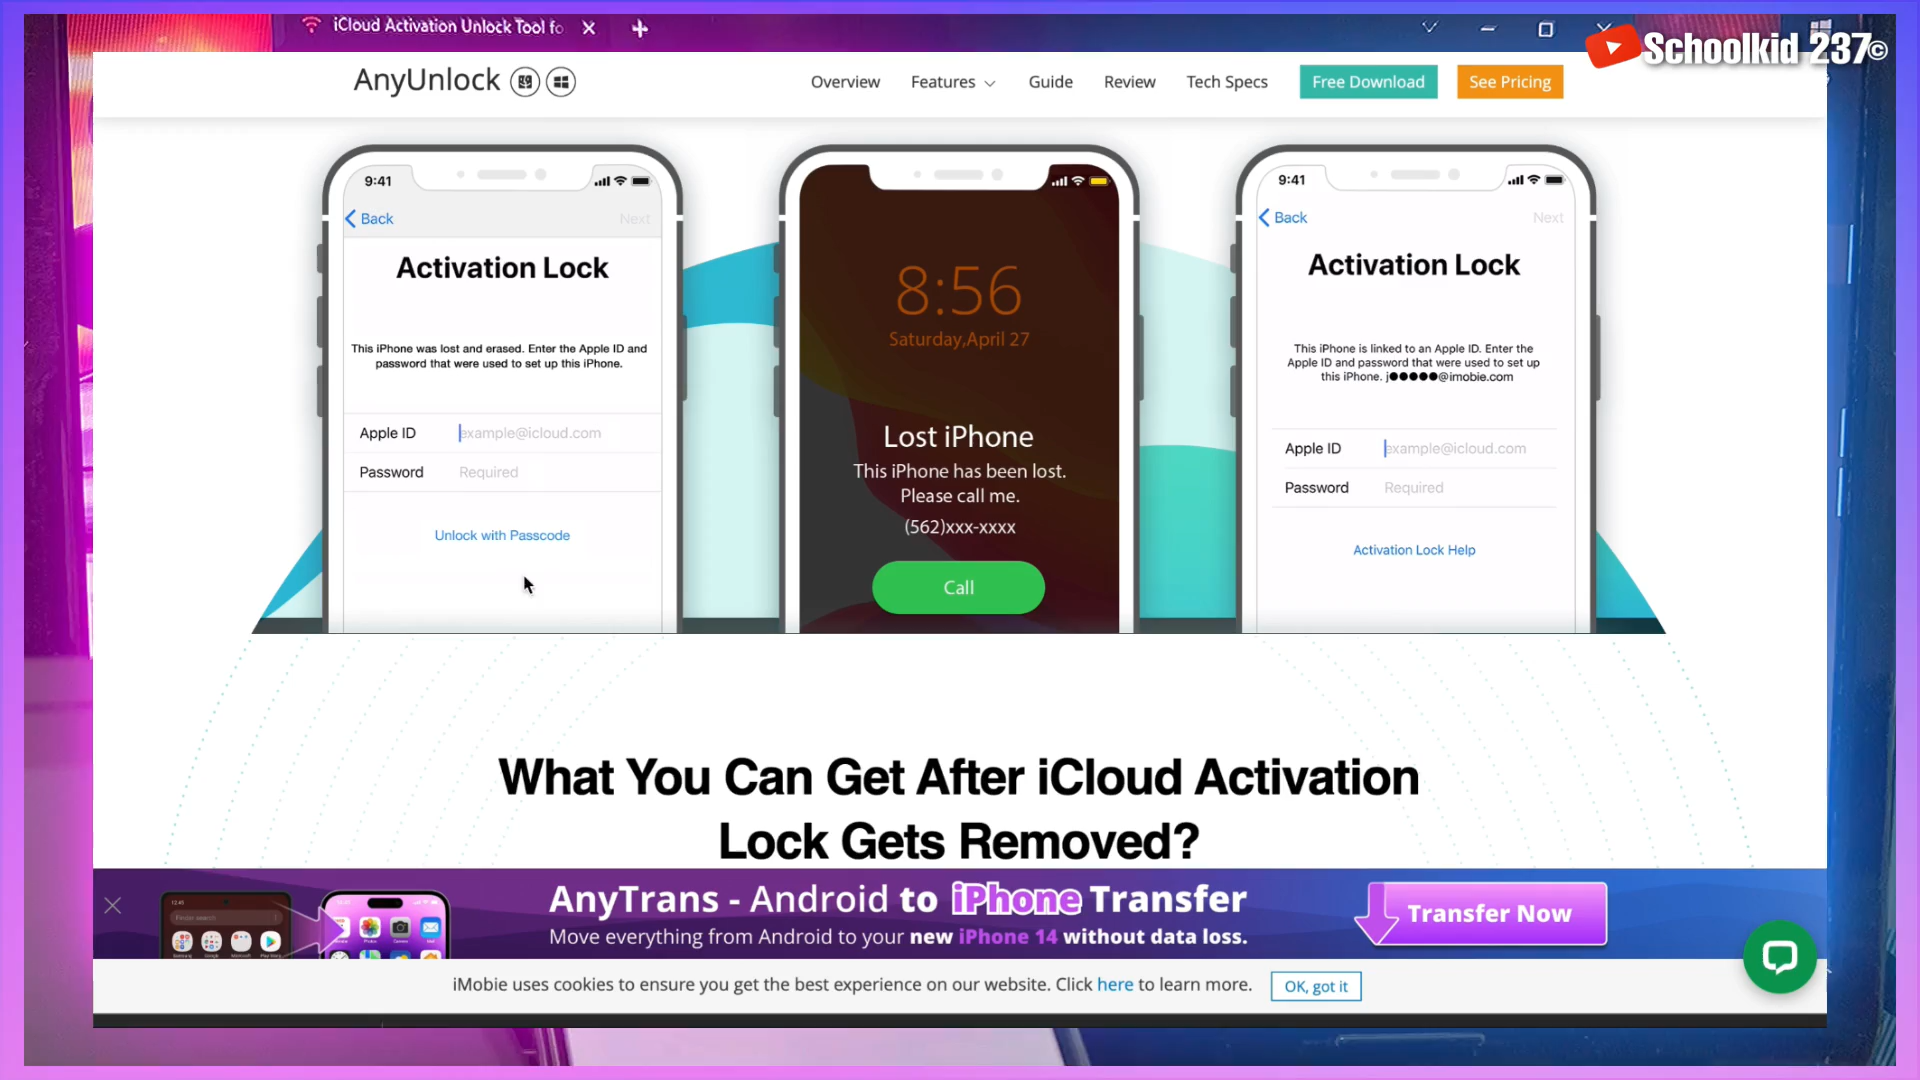 iCloud Activation Unlock Tool fo
Schoolkid 237©
AnyUnlock
Overview
Features
Guide
Review
Tech Specs
Free Download
See Pricing
9:41
Back
Next
Activation Lock
This iPhone was lost and erased. Enter the Apple ID and
password that were used to set up this iPhone.
Apple ID
example@icloud.com
Password
Required
Unlock with Passcode
8:56
Saturday,April 27
Lost iPhone
This iPhone has been lost.
Please call me.
(562)xxx-xxxx
Call
9:41
Back
Next
Activation Lock
This iPhone is linked to an Apple ID. Enter the
Apple ID and password that were used to set up
this iPhone. j●●●●●@imobie.com
Apple ID
example@icloud.com
Password
Required
Activation Lock Help
What You Can Get After iCloud Activation
Lock Gets Removed?
AnyTrans - Android to iPhone Transfer
Move everything from Android to your new iPhone 14 without data loss.
Transfer Now
iMobie uses cookies to ensure you get the best experience on our website. Click here to learn more.
OK, got it